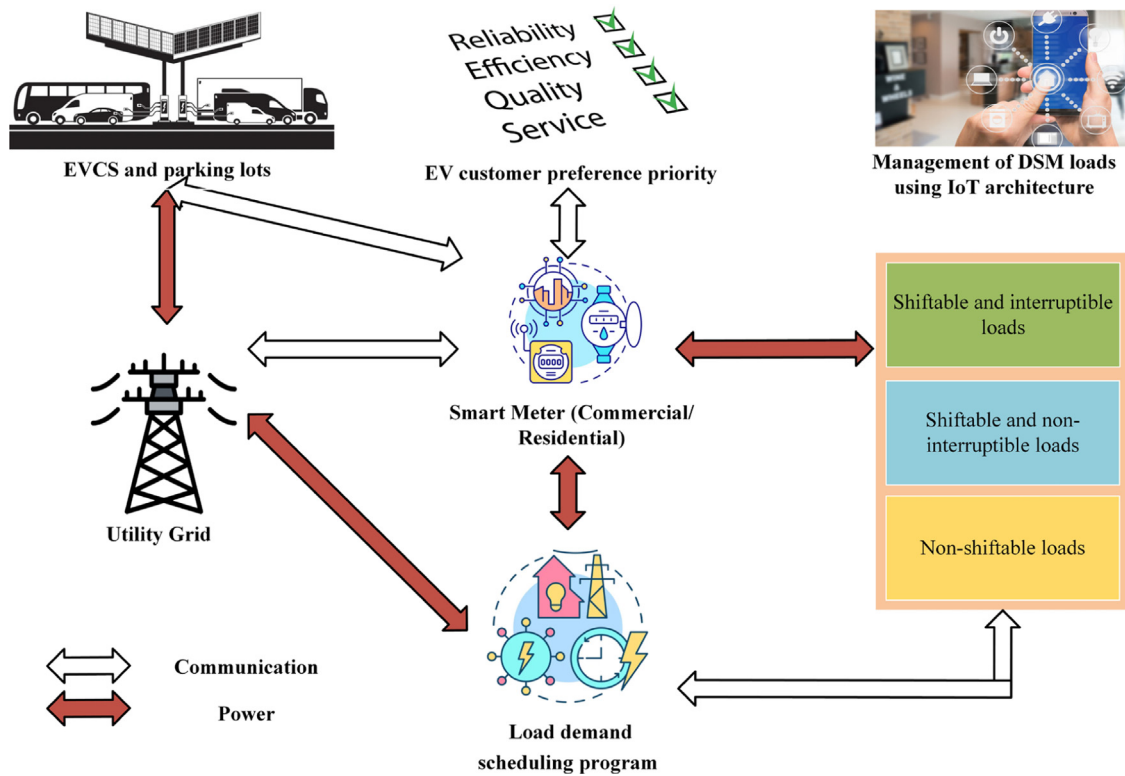 Reliability
Efficiency
Quality
Service
EVCS and parking lots
EV customer preference priority
Management of DSM loads
using IoT architecture
Shiftable and interruptible
loads
Smart Meter (Commercial/
Residential)
Shiftable and non-
interruptible loads
Utility Grid
Non-shiftable loads
0000
Communication
Power
Load demand
scheduling program